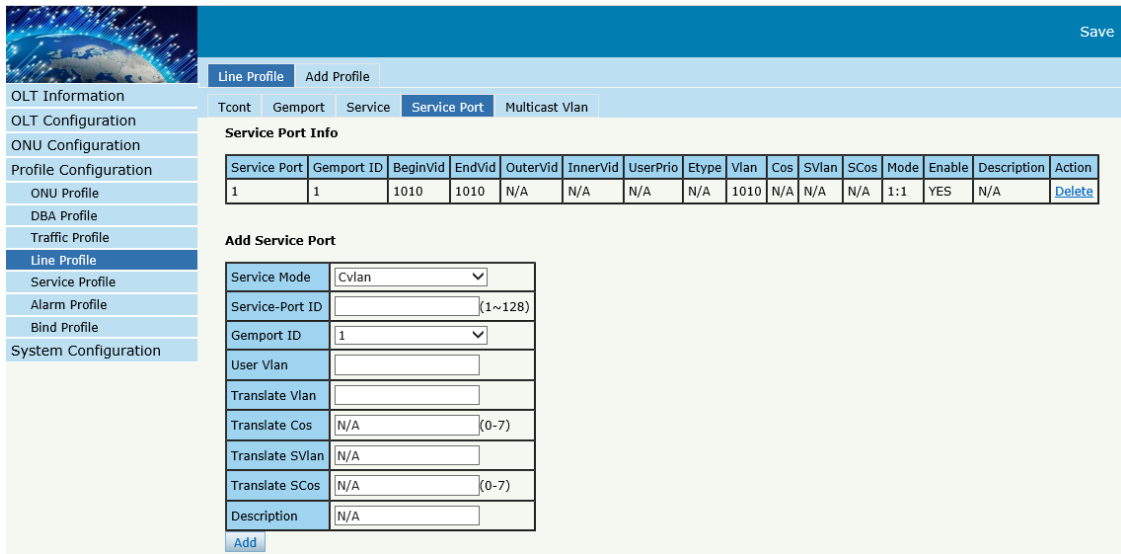 Save
Line Profile Add Profile
OLT Information
OLT Configuration
ONU Configuration
Profile Configuration
ONU Profile
DBA Profile
Traffic Profile
Line Profile
Service Profile
Alarm Profile
Bind Profile
System Configuration
Tcont Gemport Service Service Port Multicast Vlan
Service Port Info
Service Port Gemport ID BeginVid EndVid OuterVid InnerVid UserPrio Etype Vlan Cos SVlan SCos Mode Enable Description Action
1 1 1010 1010 N/A N/A N/A N/A 1010 N/A N/A N/A 1:1 YES N/A Delete
Add Service Port
Service Mode Cvlan
Service-Port ID (1~128)
Gemport ID 1
User Vlan
Translate Vlan
Translate Cos N/A (0-7)
Translate SVlan N/A
Translate SCos N/A (0-7)
Description N/A
Add